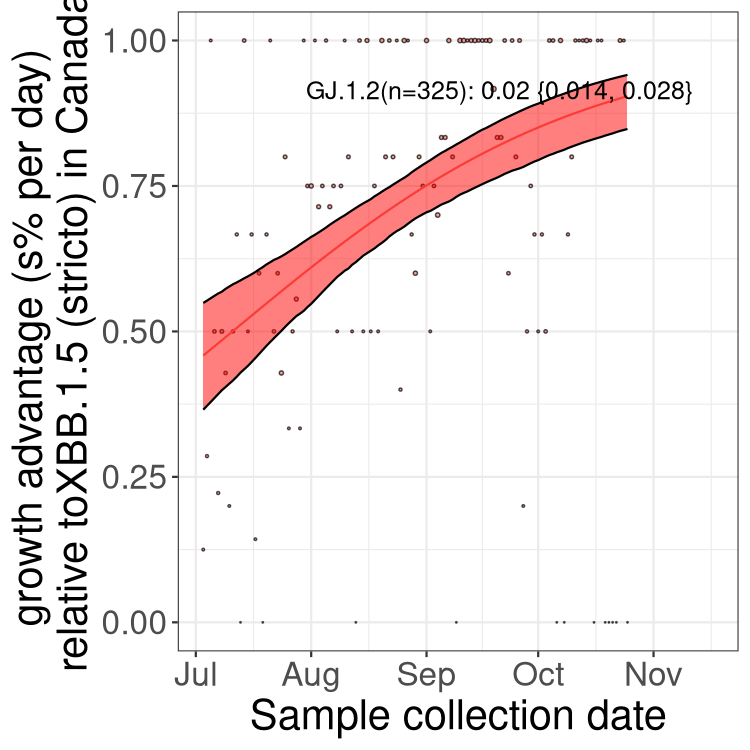 growth advantage (s% per day)
relative toXBB.1.5 (stricto) in Canada
1.00
0.75
0.50
0.25
0.00
GJ.1.2(n=325): 0.02 {0.014, 0.028}
Jul Aug Sep Oct Nov
Sample collection date